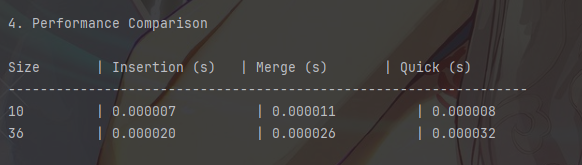 4. Performance Comparison
Size | Insertion (s) | Merge (s) | Quick (s)
-----------------------------------------------------------------
10 | 0.000007 | 0.000011 | 0.000008
36 | 0.000020 | 0.000026 | 0.000032